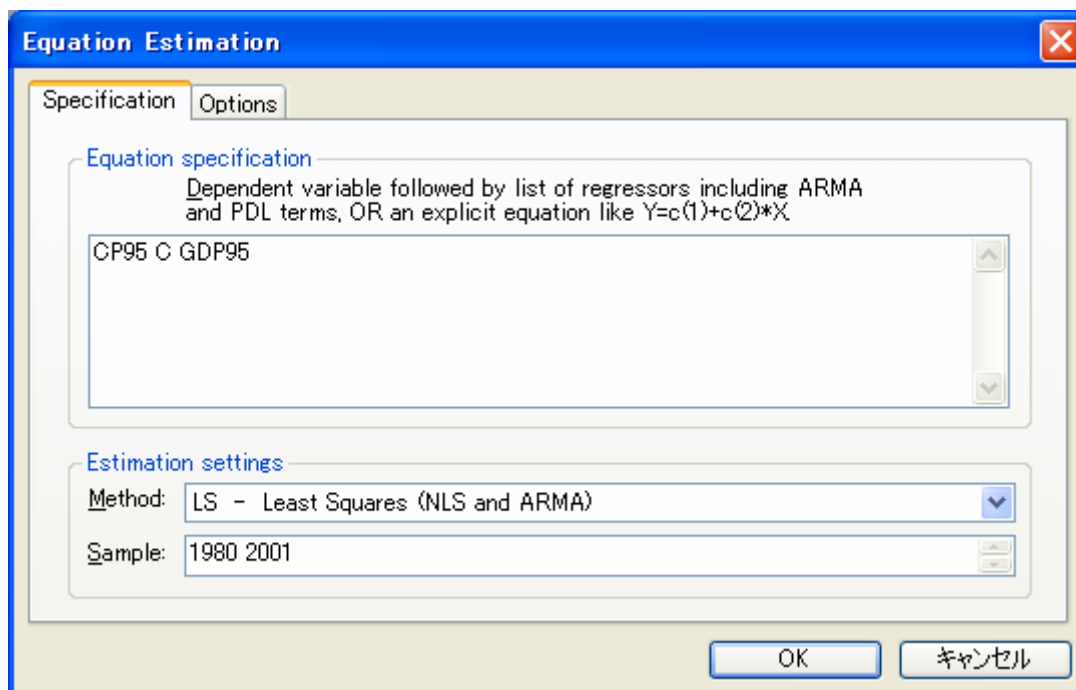 Equation Estimation
Specification Options
Equation specification
Dependent variable followed by list of regressors including ARMA
and PDL terms, OR an explicit equation like Y=c(1)+c(2)*X.
CP95 C GDP95
Estimation settings
Method: LS - Least Squares (NLS and ARMA)
Sample: 1980 2001
OK キャンセル